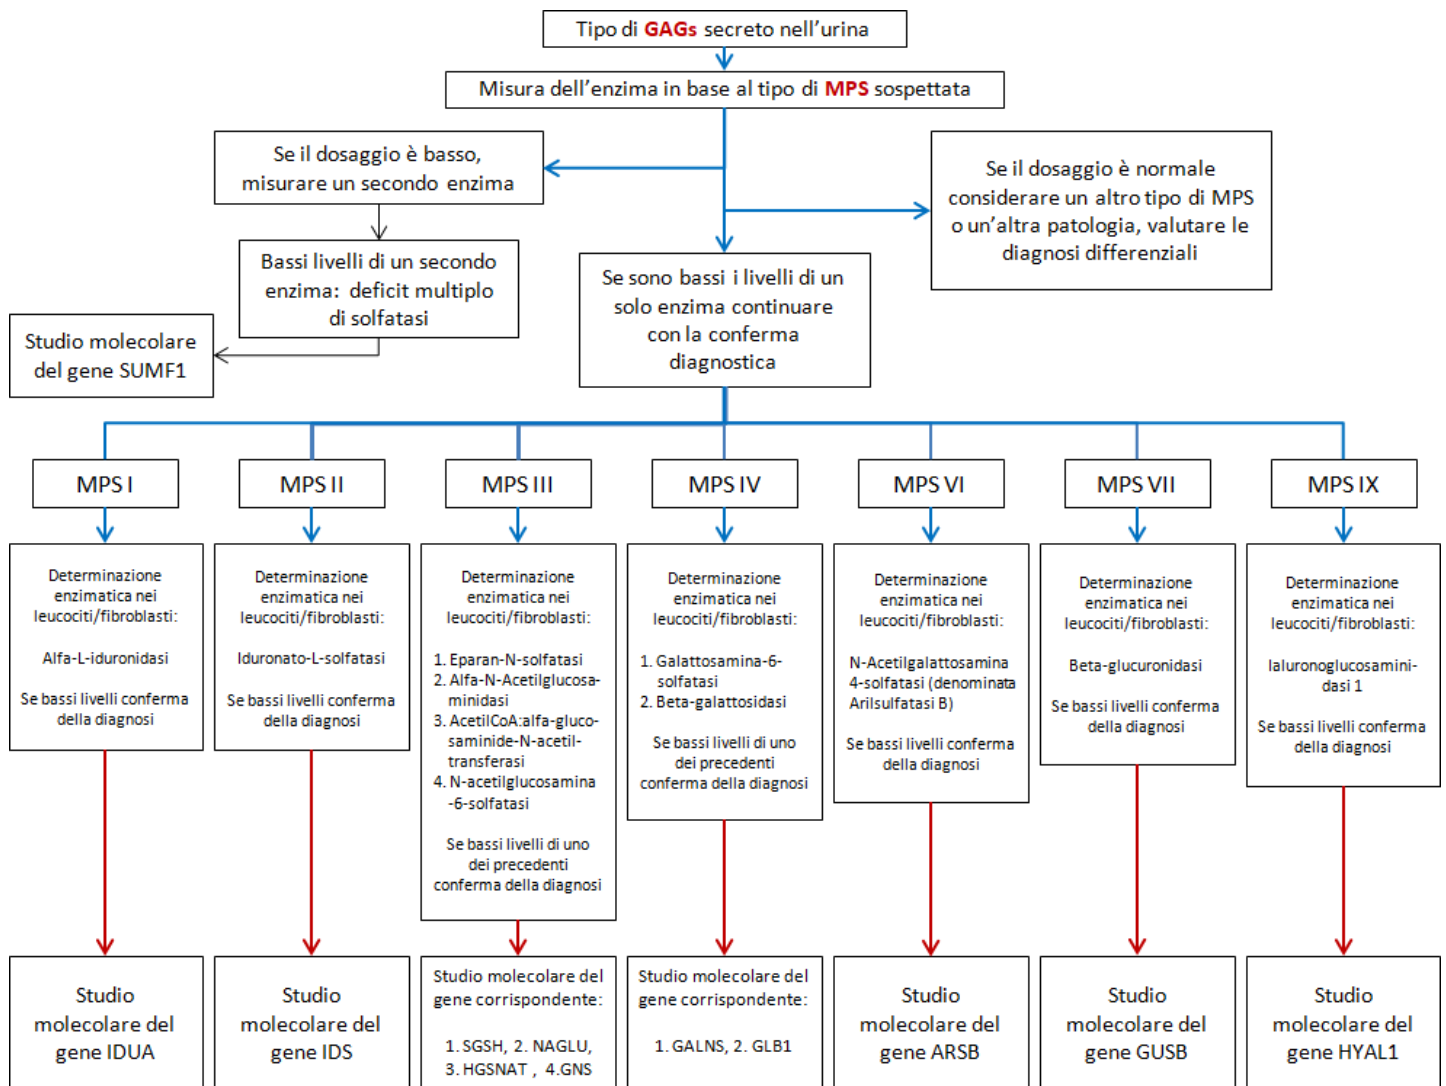 Tipo di GAGs secreto nell'urina
Misura dell'enzima in base al tipo di MPS sospettata
Se il dosaggio è basso,
misurare un secondo enzima
Se il dosaggio è normale
considerare un altro tipo di MPS
o un'altra patologia, valutare le
diagnosi differenziali
Bassi livelli di un secondo
enzima: deficit multiplo
di solfatasi
Se sono bassi i livelli di un
solo enzima continuare
con la conferma
diagnostica
Studio molecolare
del gene SUMF1
MPS I
MPS II
MPS III
MPS IV
MPS VI
MPS VII
MPS IX
Determinazione
enzimatica nei
leucociti/fibroblasti:
Alfa-L-iduronidasi
Se bassi livelli conferma
della diagnosi
Determinazione
enzimatica nei
leucociti/fibroblasti:
Iduronato-L-solfatasi
Se bassi livelli conferma
della diagnosi
Determinazione
enzimatica nei
leucociti/fibroblasti:
1. Eparan-N-solfatasi
2. Alfa-N-Acetilglucosa-
minidasi
3. AcetilCoA:alfa-gluco-
saminide-N-acetil-
transferasi
4. N-acetilglucosamina
-6-solfatasi
Se bassi livelli di uno
dei precedenti
conferma della diagnosi
Determinazione
enzimatica nei
leucociti/fibroblasti:
1. Galattosamina-6-
solfatasi
2. Beta-galattosidasi
Se bassi livelli di uno
dei precedenti
conferma della diagnosi
Determinazione
enzimatica nei
leucociti/fibroblasti:
N-Acetilgalattosamina
4-solfatasi (denominata
Arilsulfatasi B)
Se bassi livelli conferma
della diagnosi
Determinazione
enzimatica nei
leucociti/fibroblasti:
Beta-glucuronidasi
Se bassi livelli conferma
della diagnosi
Determinazione
enzimatica nei
leucociti/fibroblasti:
Ialuronoglucosamini-
dasi 1
Se bassi livelli conferma
della diagnosi
Studio
molecolare del
gene IDUA
Studio
molecolare del
gene IDS
Studio molecolare del
gene corrispondente:
1. SGSH, 2. NAGLU,
3. HGSNAT , 4.GNS
Studio molecolare del
gene corrispondente:
1. GALNS, 2. GLB1
Studio
molecolare del
gene ARSB
Studio
molecolare del
gene GUSB
Studio
molecolare del
gene HYAL1